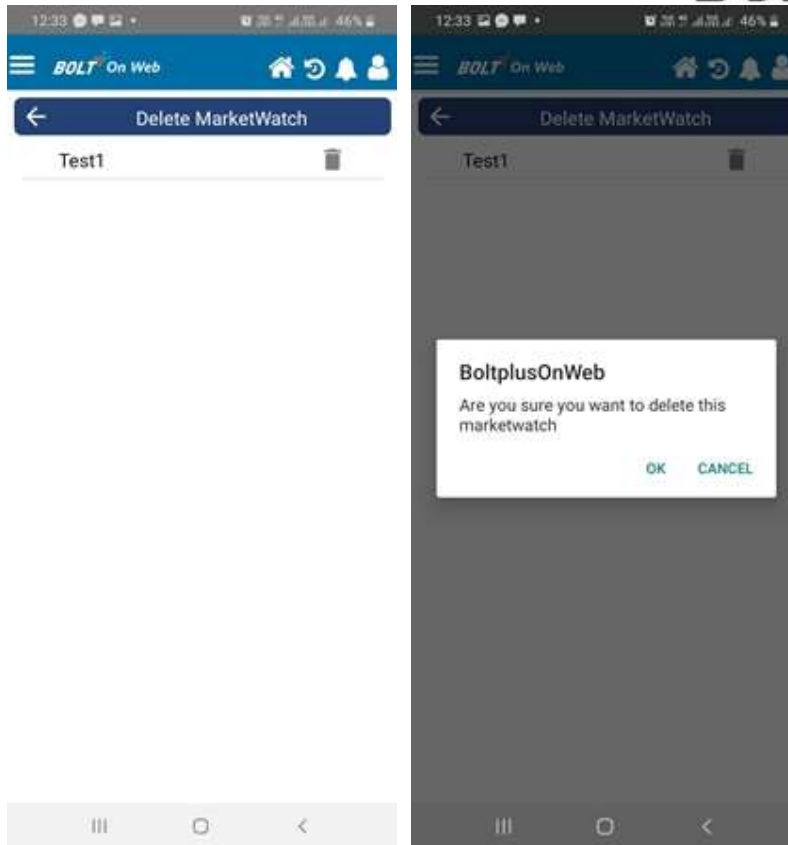 12:33
46%
BOLT On Web
Delete MarketWatch
Test1
12:33
46%
BOLT On Web
Delete MarketWatch
Test1
BoltplusOnWeb
Are you sure you want to delete this
marketwatch
OK CANCEL